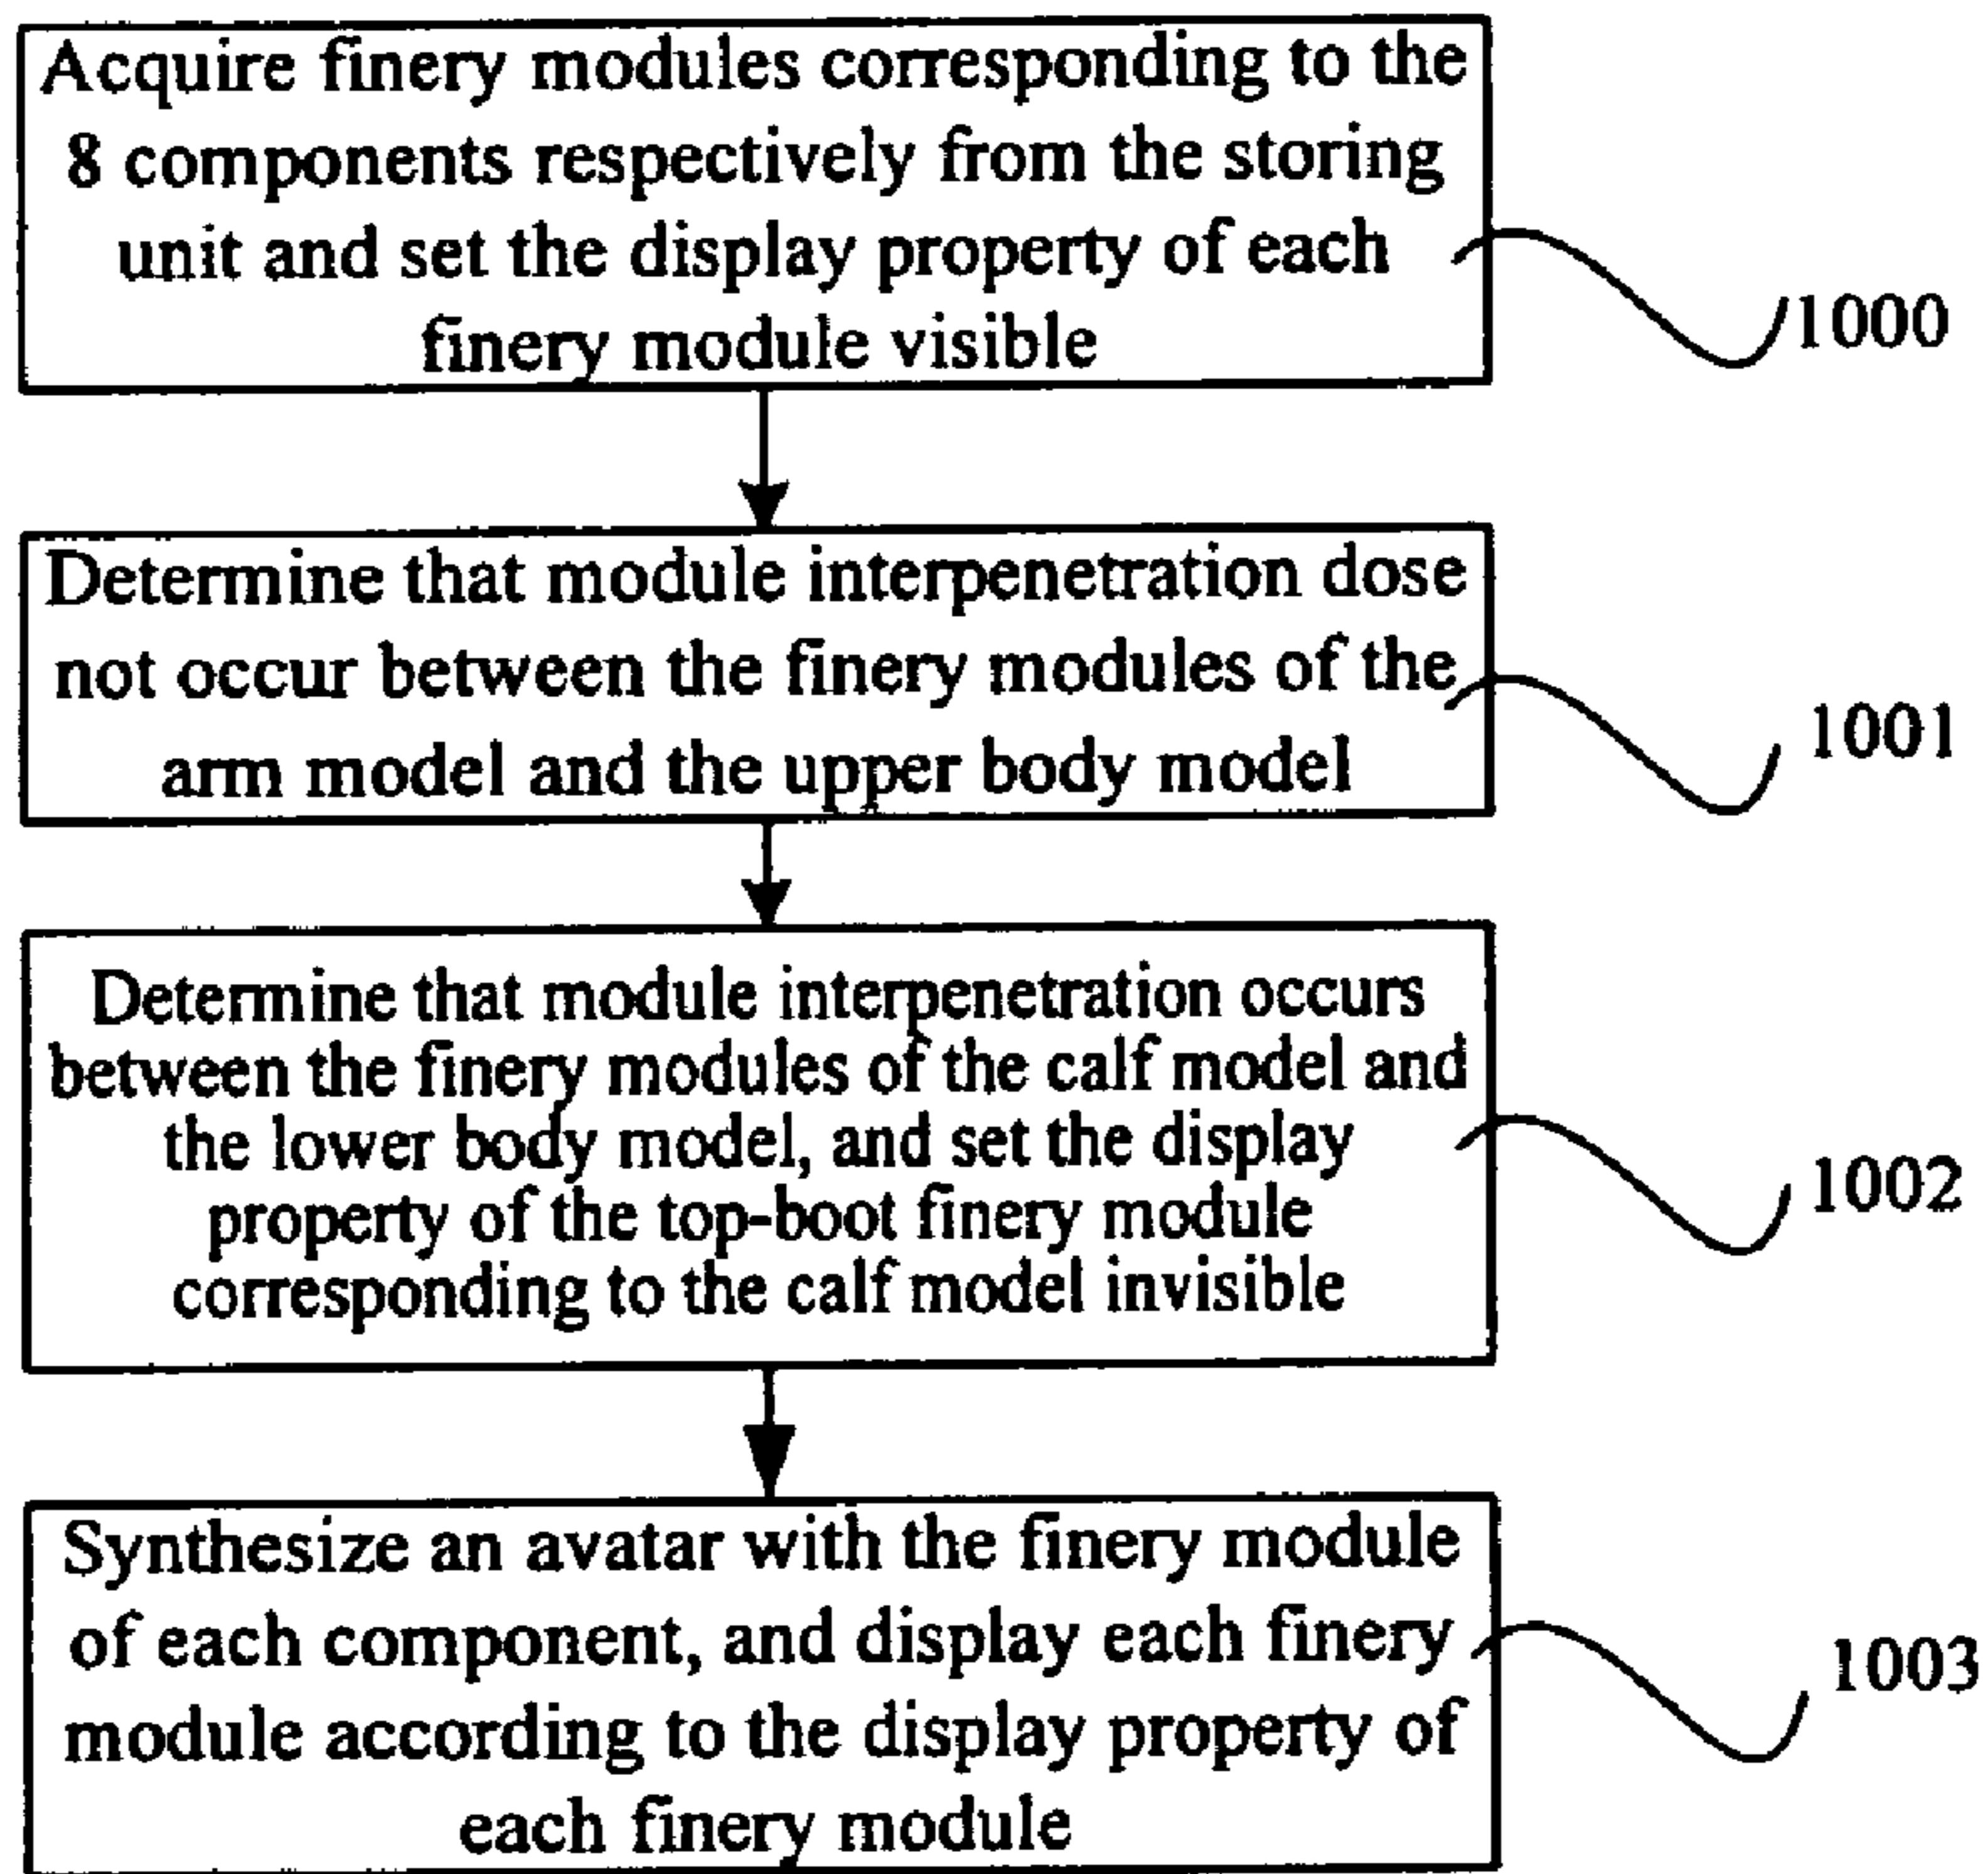 Acquire finery modules corresponding to the
8 components respectively from the storing
unit and set the display property of each
finery module visible
1000
Determine that module interpenetration dose
not occur between the finery modules of the
arm model and the upper body model
1001
Determine that module interpenetration occurs
between the finery modules of the calf model and
the lower body model, and set the display
property of the top-boot finery module
corresponding to the calf model invisible
1002
Synthesize an avatar with the finery module
of each component, and display each finery
module according to the display property of
each finery module
1003